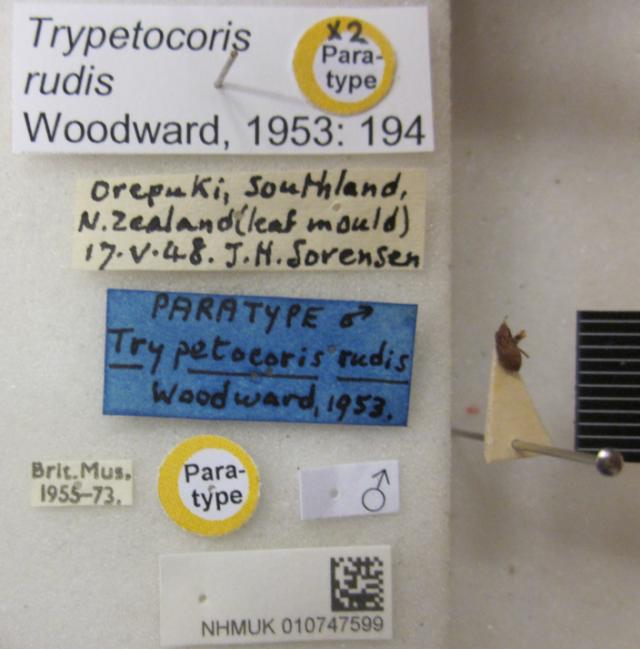 Trypetocoris
rudis
Woodward, 1953: 194
x2
Para-
type
Orepuki, Southland,
N.Zealand (leaf mould)
17.V.48. J.H. Sorensen
PARATYPE ♂
Trypetocoris rudis
Woodward, 1953.
Brit. Mus.
1955-73.
Para-
type
♂
NHMUK 010747599